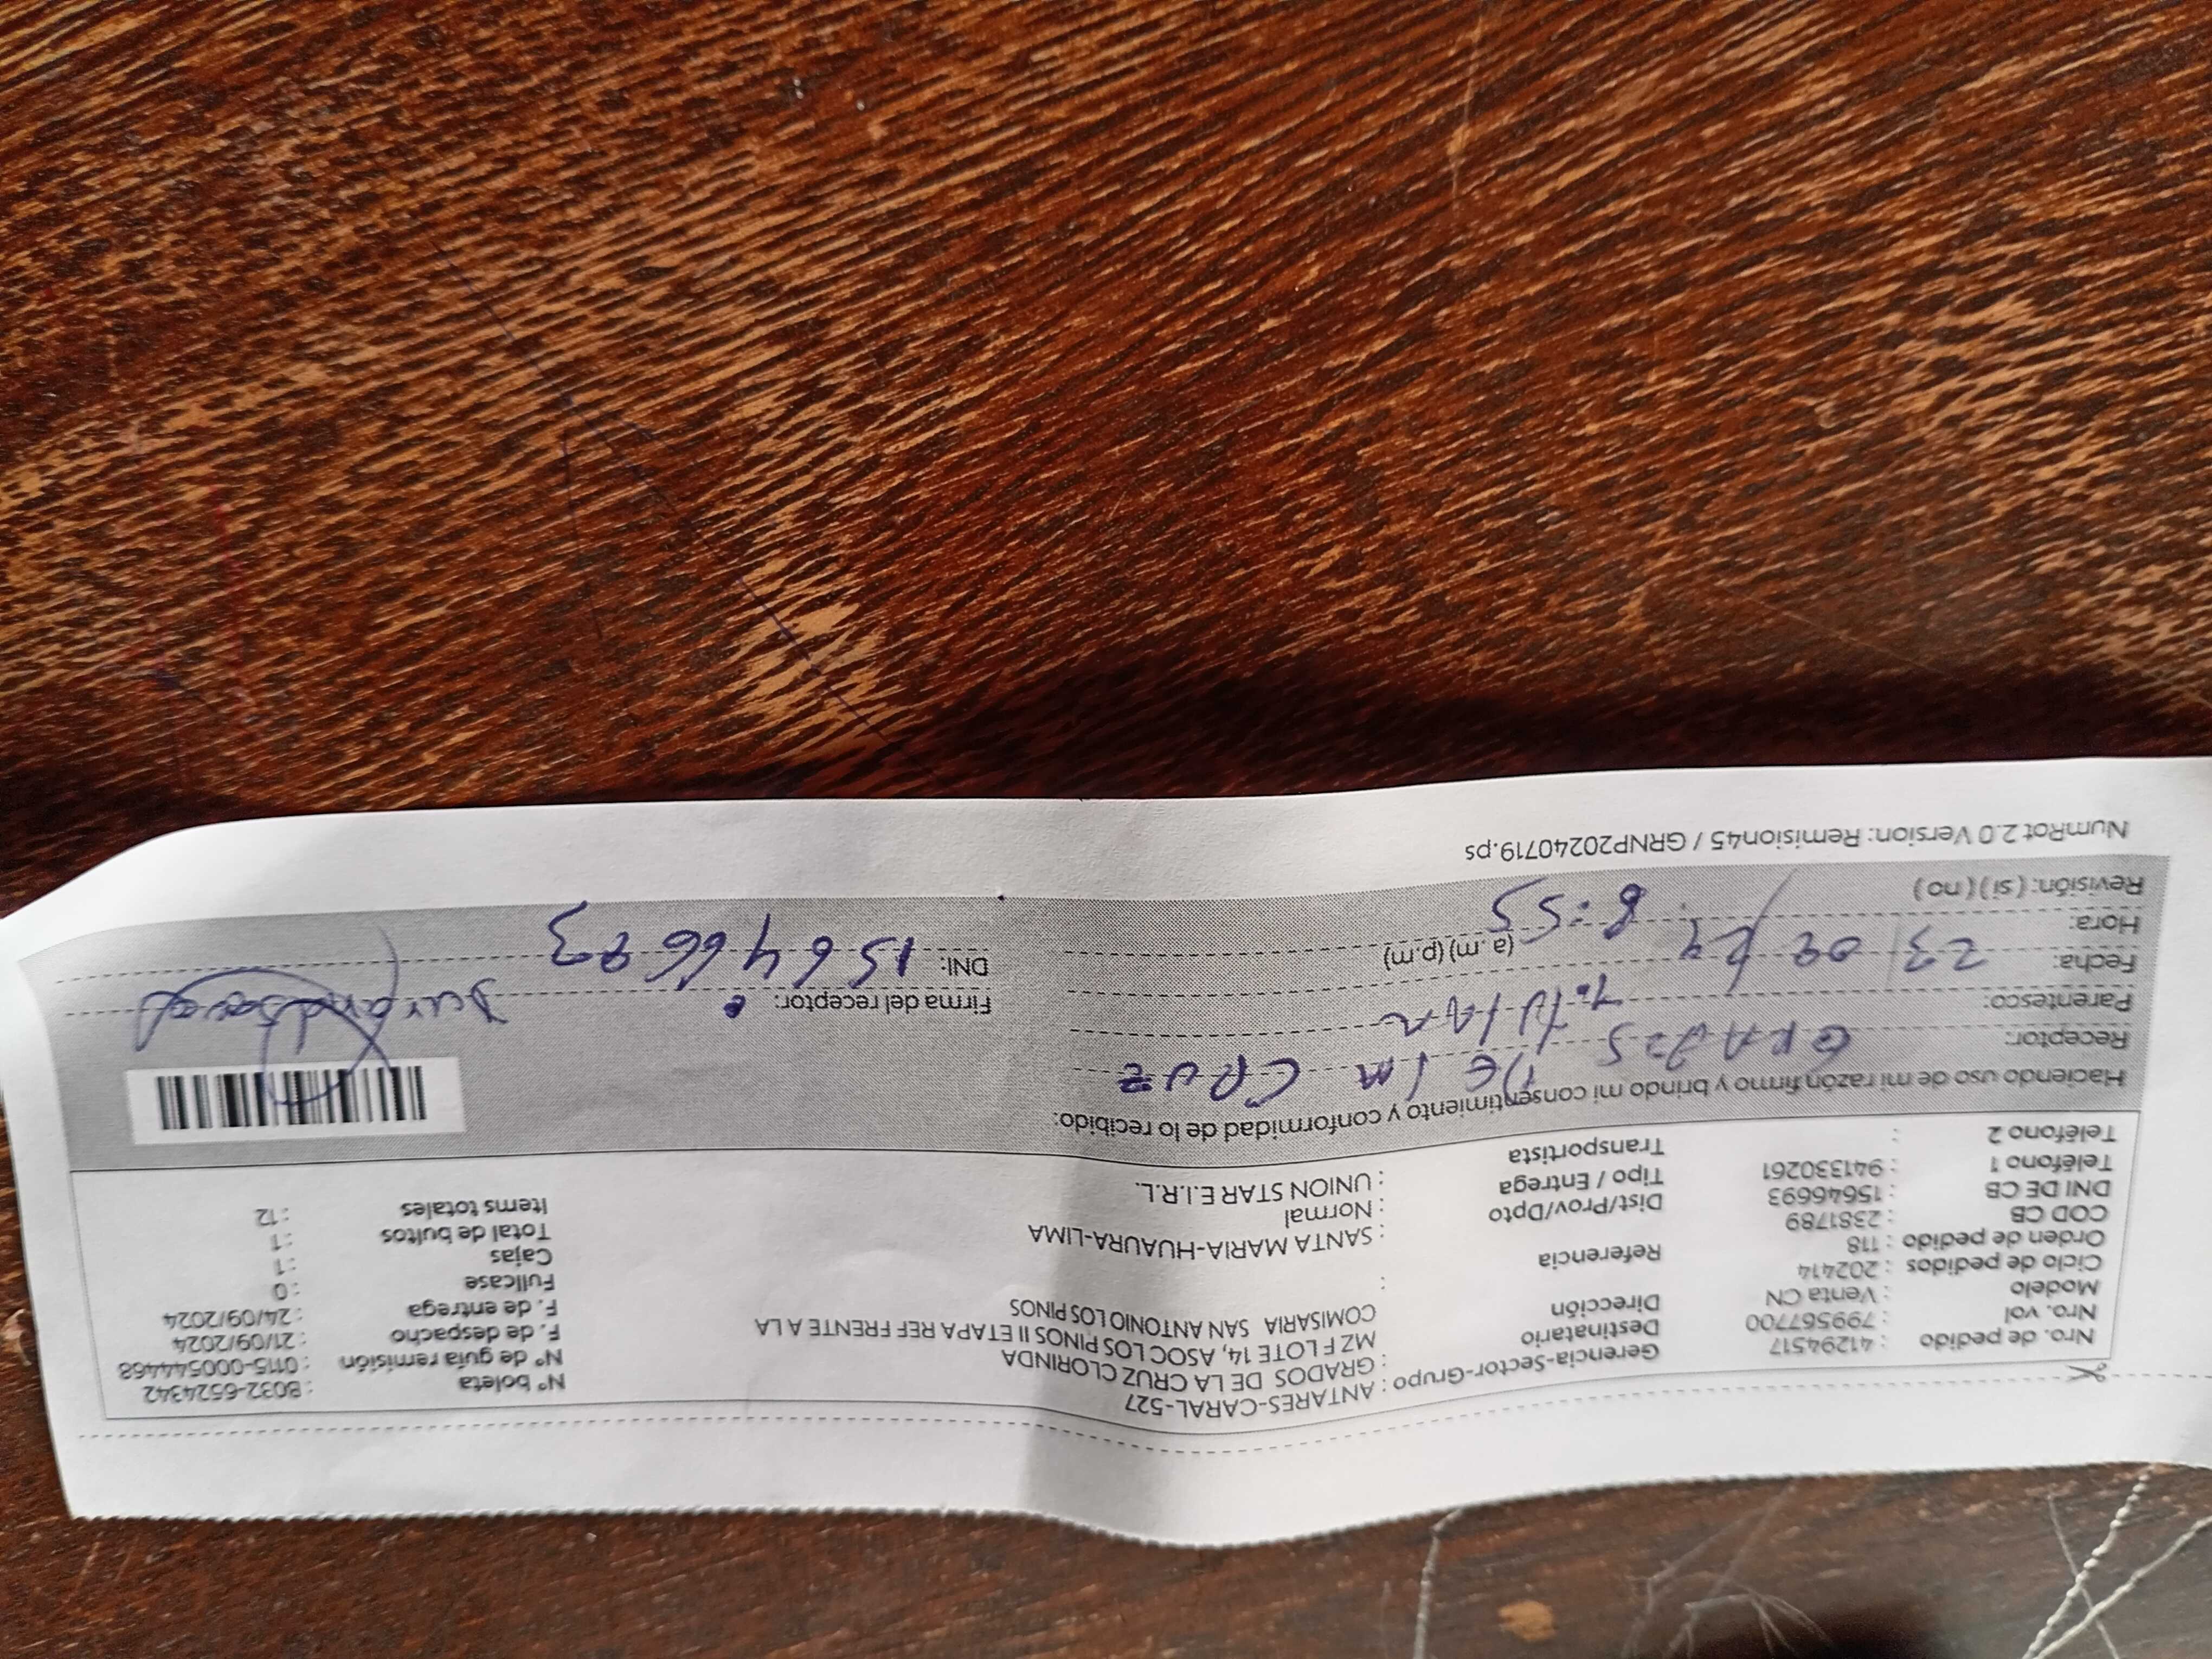 Nro. de pedido : 41294517
Nro. vol : 799567700
Modelo : Venta CN
Ciclo de pedidos : 202414
Orden de pedido : 118
COD CB : 2381789
DNI DE CB : 15646693
Teléfono 1 : 941330261
Teléfono 2 :
Gerencia-Sector-Grupo : ANTARES-CARAL-527
Destinatario : GRADOS DE LA CRUZ CLORINDA
Dirección : MZ F LOTE 14, ASOC LOS PINOS II ETAPA REF FRENTE A LA
COMISARIA SAN ANTONIO LOS PINOS
Referencia :
Dist/Prov/Dpto : SANTA MARIA-HUAURA-LIMA
Tipo / Entrega : Normal
Transportista : UNION STAR E.I.R.L.
N° boleta : B032-6524342
N° de guía remisión : 0115-000544468
F. de despacho : 21/09/2024
F. de entrega : 24/09/2024
Fullcase : 0
Cajas : 1
Total de bultos : 1
Items totales : 12
Haciendo uso de mi razón firmo y brindo mi consentimiento y conformidad de lo recibido:
Receptor: GRADOS DE LA CRUZ
Parentesco: Titular
Fecha: 23 09 24
Hora: (a.m) (p.m) 8:55
Revisión: (si) (no)
Firma del receptor:
DNI: 15646693
NumRot 2.0 Version: Remision45 / GRNP20240719.ps